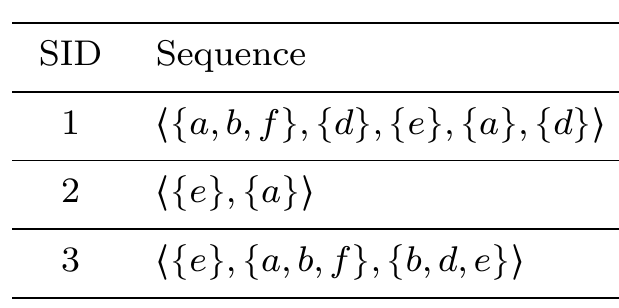 SID Sequence
1 ⟨{a, b, f}, {d}, {e}, {a}, {d}⟩
2 ⟨{e}, {a}⟩
3 ⟨{e}, {a, b, f}, {b, d, e}⟩